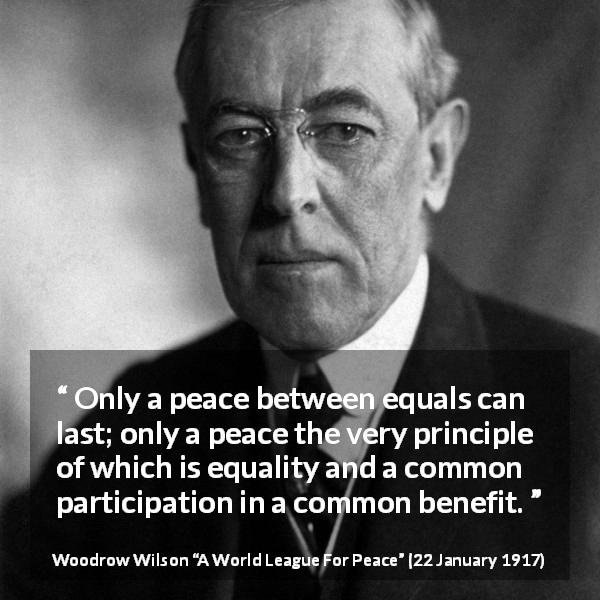 “ Only a peace between equals can
last; only a peace the very principle
of which is equality and a common
participation in a common benefit. ”
Woodrow Wilson “A World League For Peace” (22 January 1917)